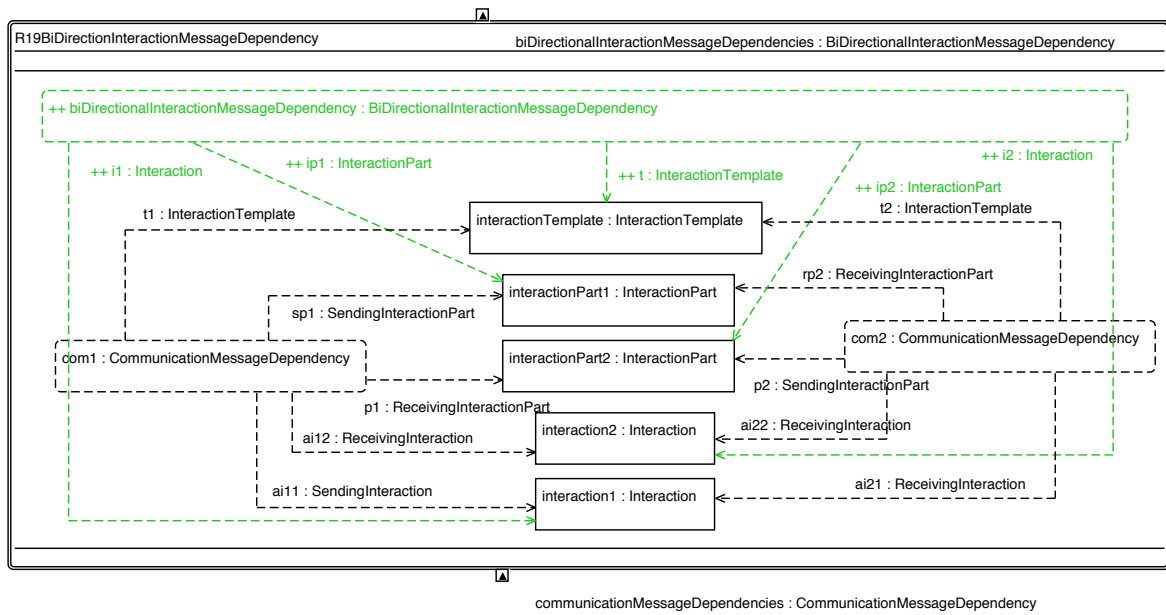 R19BiDirectionInteractionMessageDependency
biDirectionalInteractionMessageDependencies : BiDirectionalInteractionMessageDependency
++ biDirectionalInteractionMessageDependency : BiDirectionalInteractionMessageDependency
++ i1 : Interaction
++ ip1 : InteractionPart
++ t : InteractionTemplate
++ i2 : Interaction
++ ip2 : InteractionPart
t1 : InteractionTemplate
interactionTemplate : InteractionTemplate
t2 : InteractionTemplate
rp2 : ReceivingInteractionPart
interactionPart1 : InteractionPart
sp1 : SendingInteractionPart
com1 : CommunicationMessageDependency
interactionPart2 : InteractionPart
com2 : CommunicationMessageDependency
p1 : ReceivingInteractionPart
p2 : SendingInteractionPart
ai12 : ReceivingInteraction
interaction2 : Interaction
ai22 : ReceivingInteraction
ai11 : SendingInteraction
interaction1 : Interaction
ai21 : ReceivingInteraction
communicationMessageDependencies : CommunicationMessageDependency